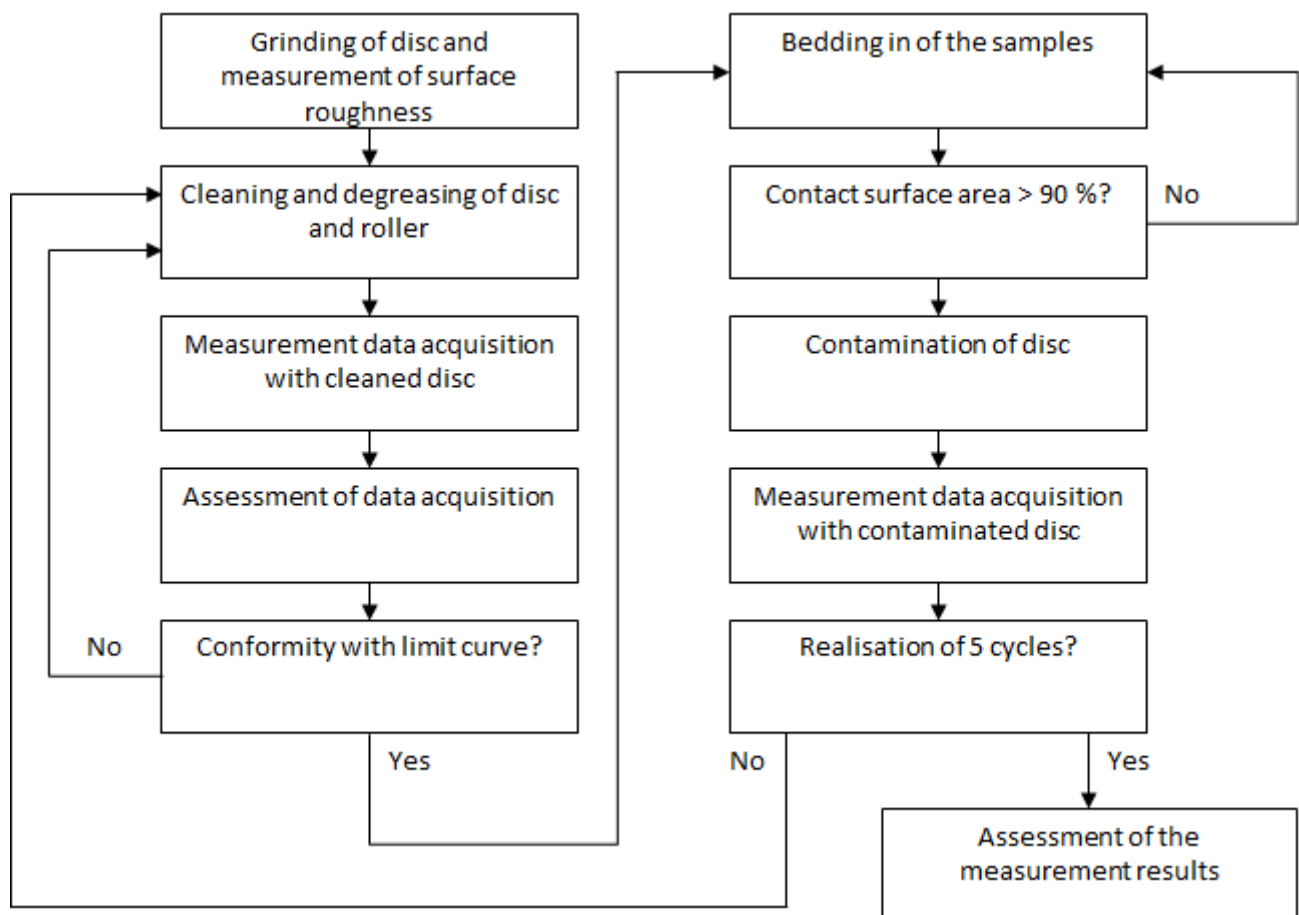 Grinding of disc and
measurement of surface
roughness
Cleaning and degreasing of disc
and roller
Measurement data acquisition
with cleaned disc
Assessment of data acquisition
No
Conformity with limit curve?
Yes
Bedding in of the samples
Contact surface area > 90 %?
No
Contamination of disc
Measurement data acquisition
with contaminated disc
Realisation of 5 cycles?
No
Yes
Assessment of the
measurement results